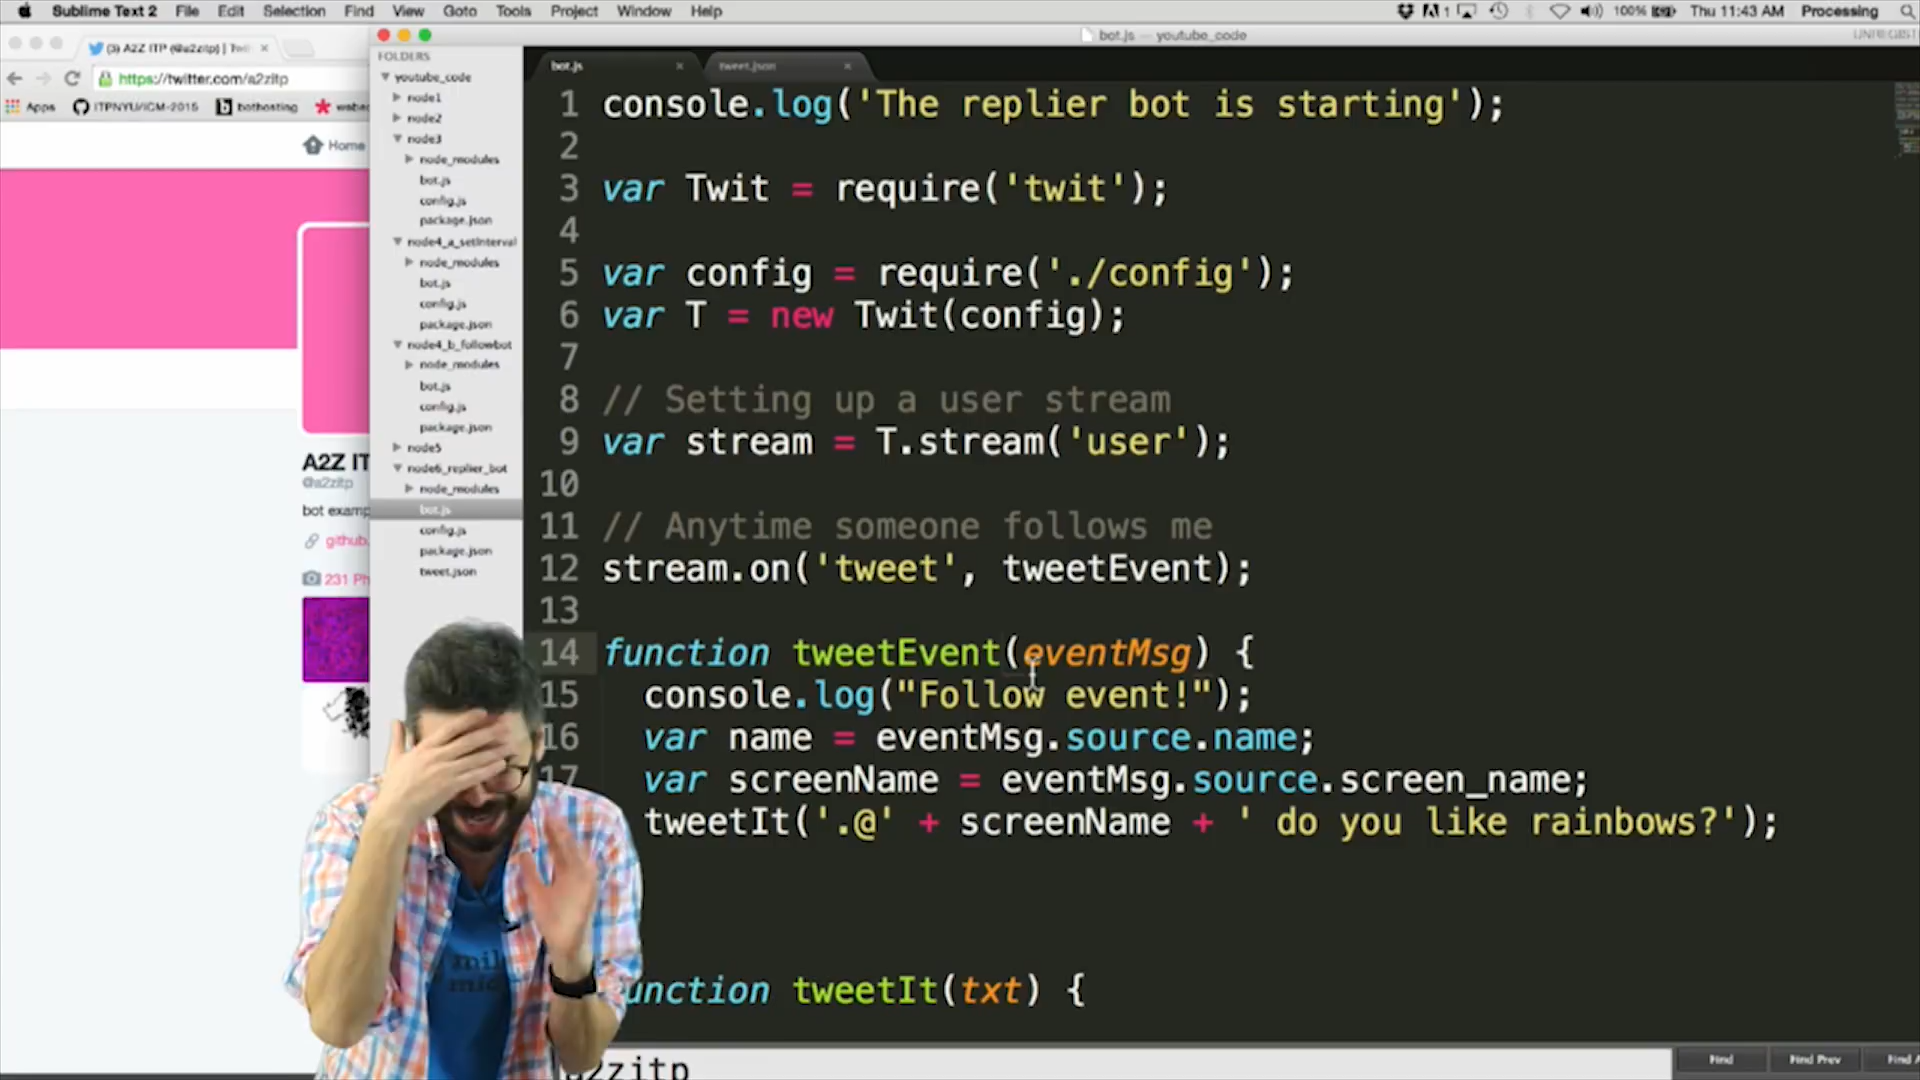 Sublime Text 2 File Edit Selection Find View Goto Tools Project Window Help
1 100% Thu 11:43 AM Processing
(3) A2Z ITP (@a2zitp) | Twi
https://twitter.com/a2zitp
Apps ITPNYU/ICM-2015 bothosting
Home
A2Z IT
@a2zitp
bot examp
github.
231 Ph
bot.js — youtube_code
FOLDERS
youtube_code
node1
node2
node3
node_modules
bot.js
config.js
package.json
node4_a_setInterval
node_modules
bot.js
config.js
package.json
node4_b_followbot
node_modules
bot.js
config.js
package.json
node5
node6_replier_bot
node_modules
bot.js
config.js
package.json
tweet.json
bot.js tweet.json
1 console.log('The replier bot is starting');
2
3 var Twit = require('twit');
4
5 var config = require('./config');
6 var T = new Twit(config);
7
8 // Setting up a user stream
9 var stream = T.stream('user');
10
11 // Anytime someone follows me
12 stream.on('tweet', tweetEvent);
13
14 function tweetEvent(eventMsg) {
15 console.log("Follow event!");
16 var name = eventMsg.source.name;
17 var screenName = eventMsg.source.screen_name;
tweetIt('.@' + screenName + ' do you like rainbows?');
unction tweetIt(txt) {
a2zitp
Find Find Prev Find